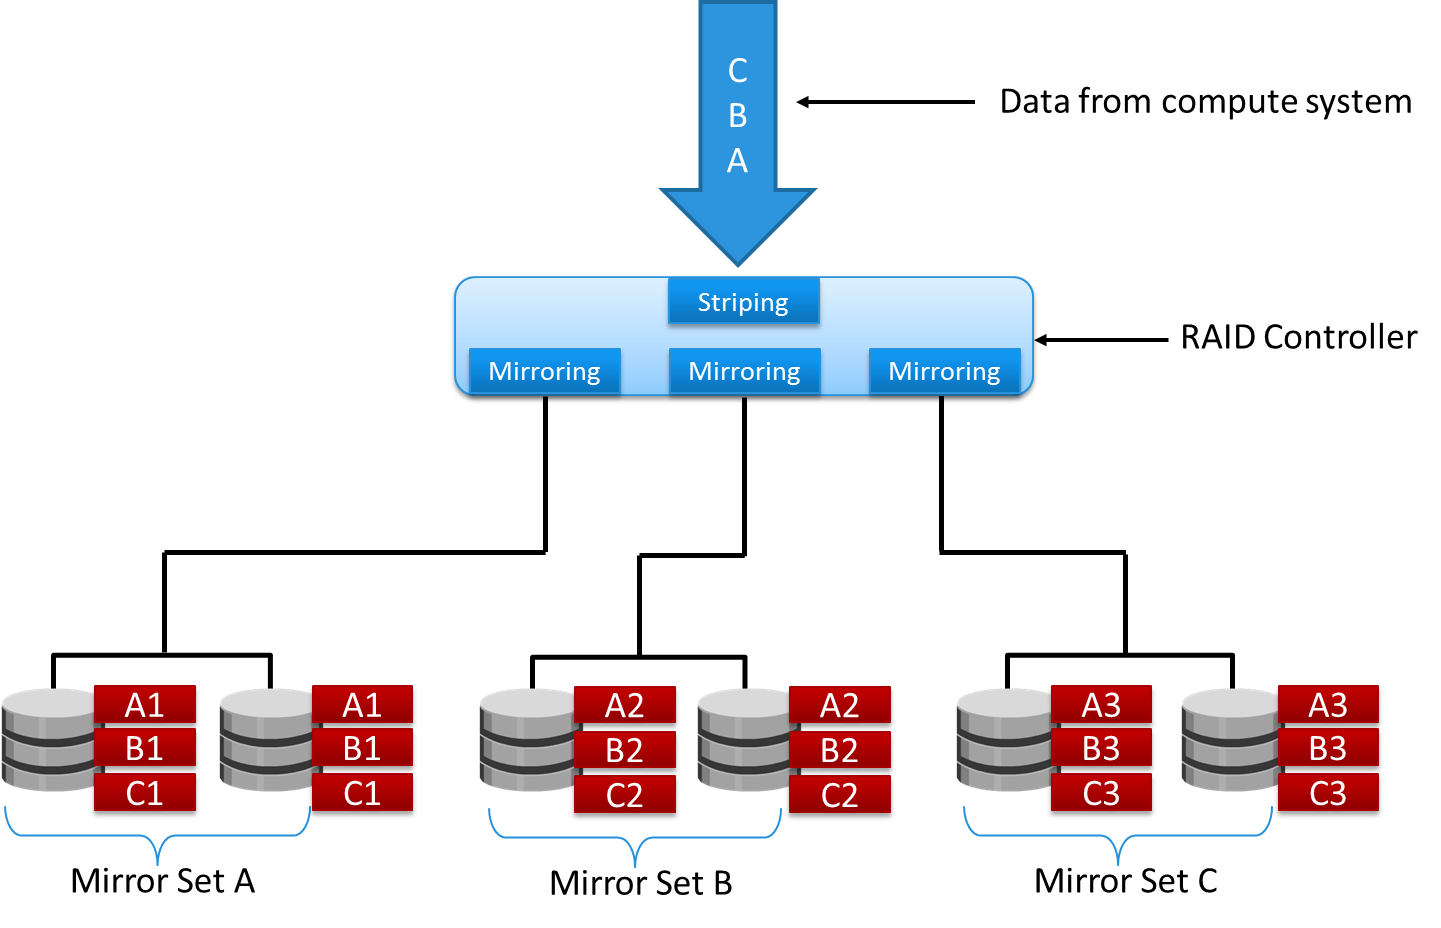 C
B
A
Data from compute system
Striping
RAID Controller
Mirroring Mirroring Mirroring
A1 A1 A2 A2 A3 A3
B1 B1 B2 B2 B3 B3
C1 C1 C2 C2 C3 C3
Mirror Set A Mirror Set B Mirror Set C